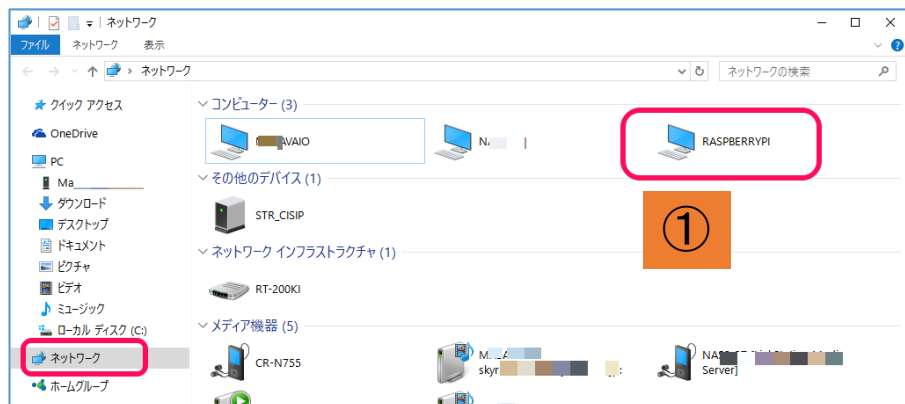 ネットワーク
ファイル ネットワーク 表示
ネットワーク
ネットワークの検索
クイック アクセス
OneDrive
PC
Ma
ダウンロード
デスクトップ
ドキュメント
ピクチャ
ビデオ
ミュージック
ローカル ディスク (C:)
ネットワーク
ホームグループ
コンピューター (3)
AVAIO
RASPBERRYPI
その他のデバイス (1)
STR_CISIP
①
ネットワーク インフラストラクチャ (1)
RT-200KI
メディア機器 (5)
CR-N755
skyr
Server]